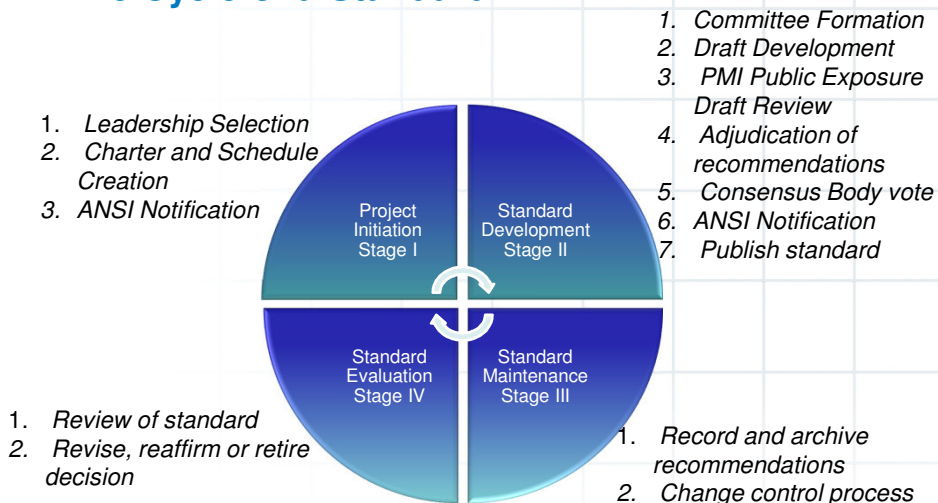 1. Committee Formation
2. Draft Development
3. PMI Public Exposure
Draft Review
4. Adjudication of
recommendations
5. Consensus Body vote
6. ANSI Notification
7. Publish standard
1. Leadership Selection
2. Charter and Schedule
Creation
3. ANSI Notification
Project
Initiation
Stage I
Standard
Development
Stage II
Standard
Evaluation
Stage IV
Standard
Maintenance
Stage III
1. Review of standard
2. Revise, reaffirm or retire
decision
1. Record and archive
recommendations
2. Change control process